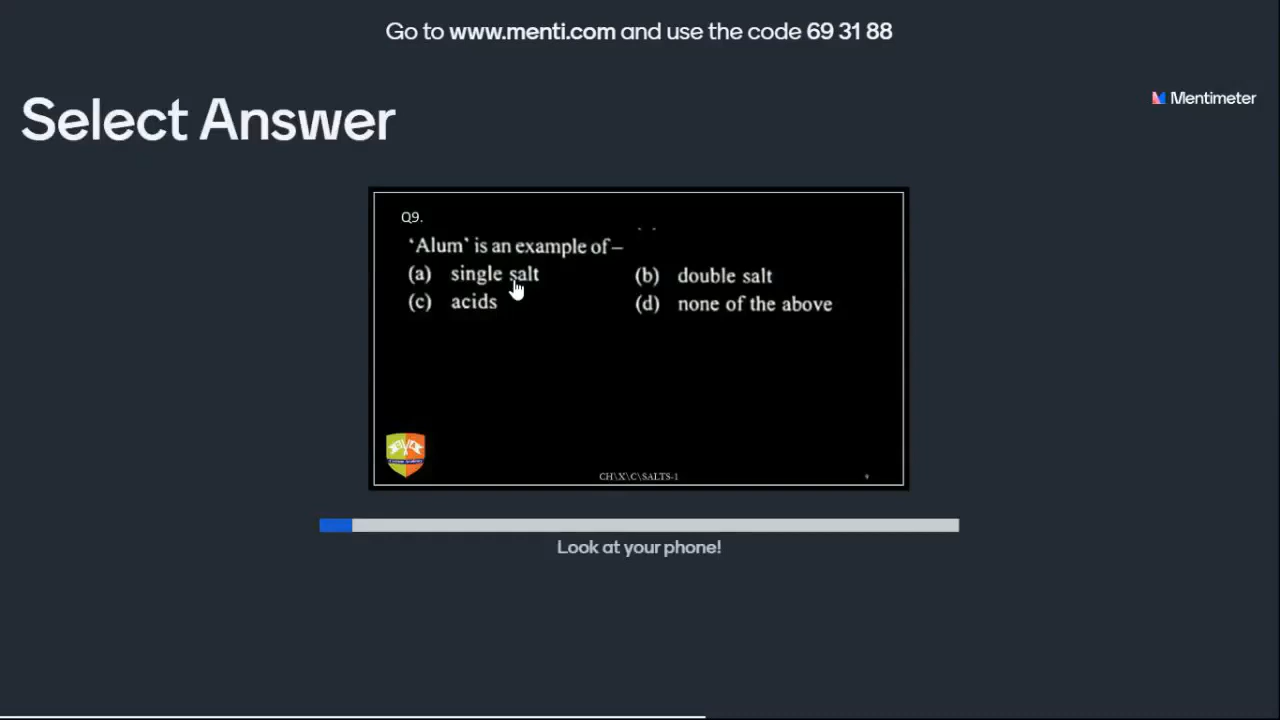 Go to www.menti.com and use the code 69 31 88
Mentimeter
Select Answer
Q9.
‘Alum’ is an example of –
(a) single salt (b) double salt
(c) acids (d) none of the above
CH\X\C\SALTS-1 9
Look at your phone!